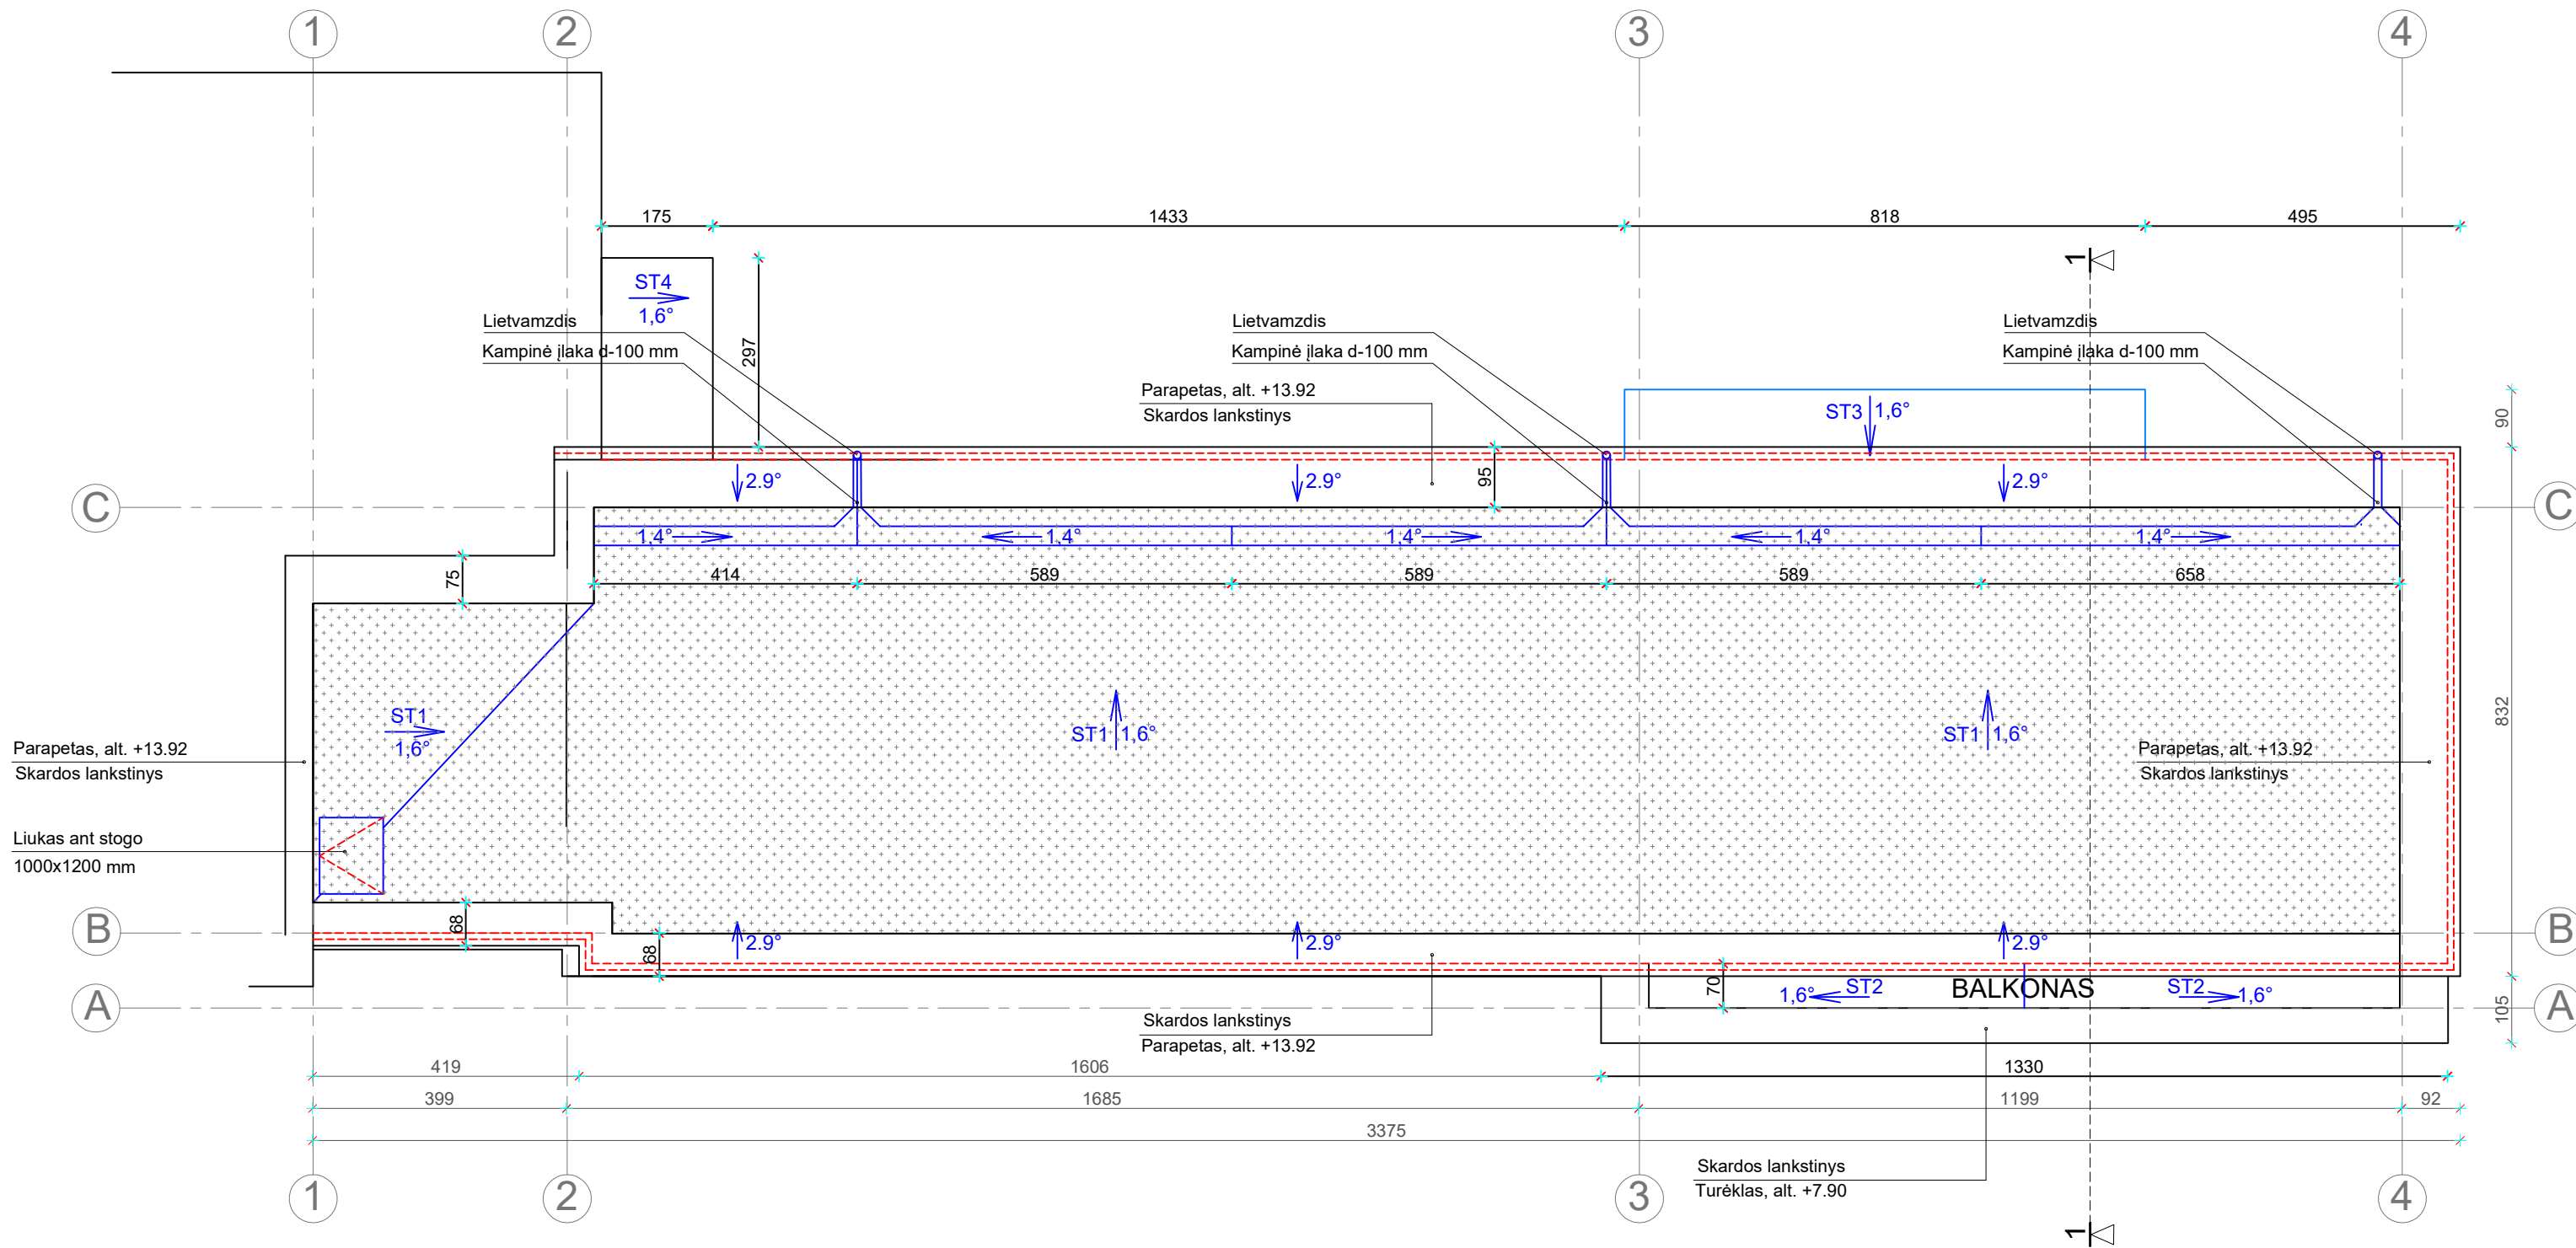 1
2
3
4
175
1433
818
495
1
ST4
1,6°
297
Lietvamzdis
Kampinė įlaka d-100 mm
Lietvamzdis
Kampinė įlaka d-100 mm
Lietvamzdis
Kampinė įlaka d-100 mm
Parapetas, alt. +13.92
Skardos lankstinys
ST3
1,6°
90
95
2.9°
2.9°
2.9°
C
C
1,4°
1,4°
1,4°
1,4°
1,4°
75
414
589
589
589
658
ST1
1,6°
ST1
1,6°
ST1
1,6°
832
Parapetas, alt. +13.92
Skardos lankstinys
Parapetas, alt. +13.92
Skardos lankstinys
Liukas ant stogo
1000x1200 mm
68
B
B
68
2.9°
2.9°
2.9°
70
1,6°
ST2
BALKONAS
ST2
1,6°
A
A
105
Skardos lankstinys
Parapetas, alt. +13.92
419
1606
1330
399
1685
1199
92
3375
Skardos lankstinys
Turėklas, alt. +7.90
1
2
3
4
1